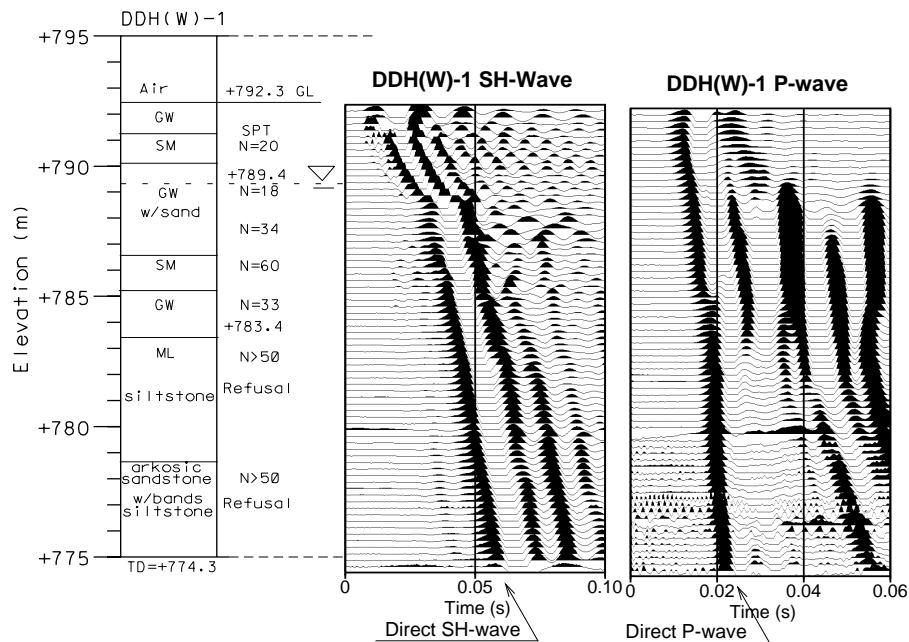 DDH(W)-1
+795
DDH(W)-1 SH-Wave
DDH(W)-1 P-wave
Air
+792.3 GL
GW
SPT
SM
N=20
+790
+789.4
GW
N=18
w/sand
N=34
SM
N=60
+785
GW
N=33
+783.4
ML
N>50
siltstone
Refusal
+780
arkosic
sandstone
N>50
w/bands
siltstone
Refusal
+775
TD=+774.3
Elevation (m)
0
0.05
0.10
Time (s)
Direct SH-wave
0
0.02
0.04
0.06
Time (s)
Direct P-wave